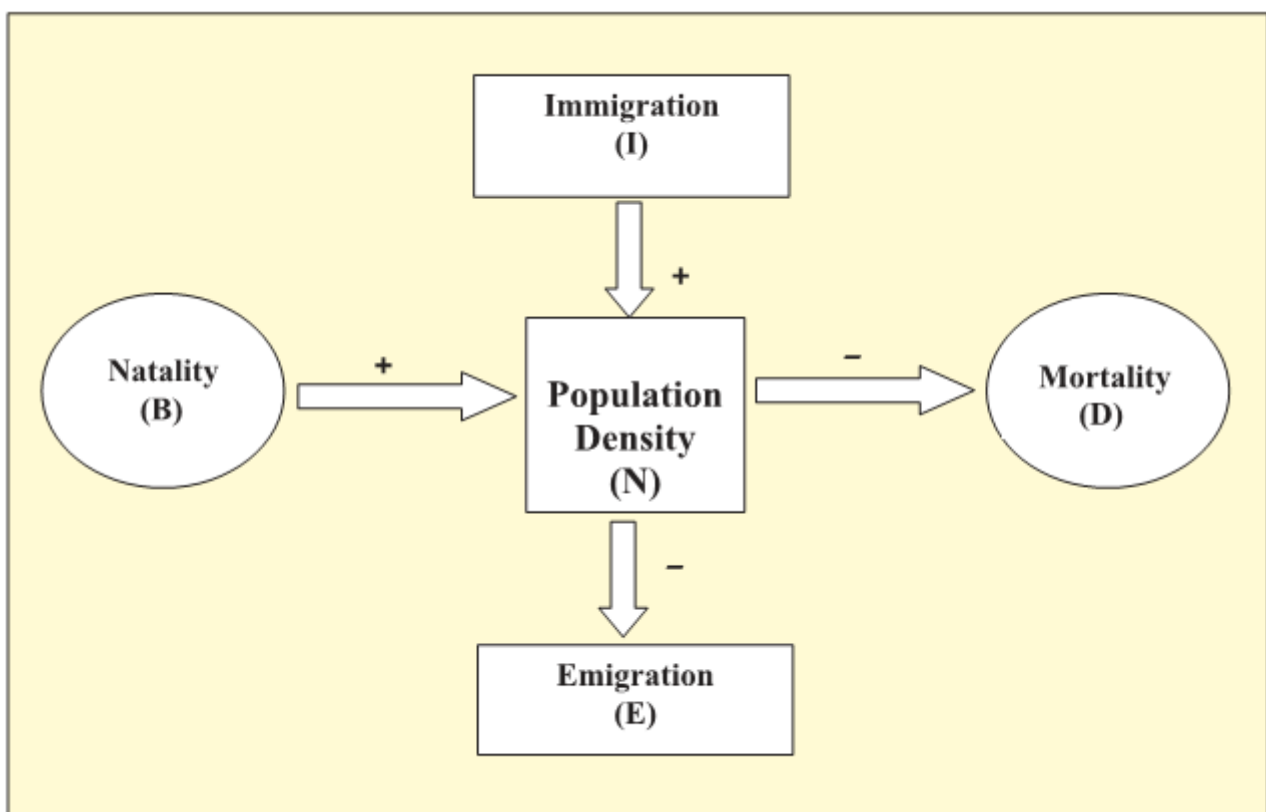 Immigration
(I)
+
Natality
(B)
+
Population
Density
(N)
–
Mortality
(D)
–
Emigration
(E)